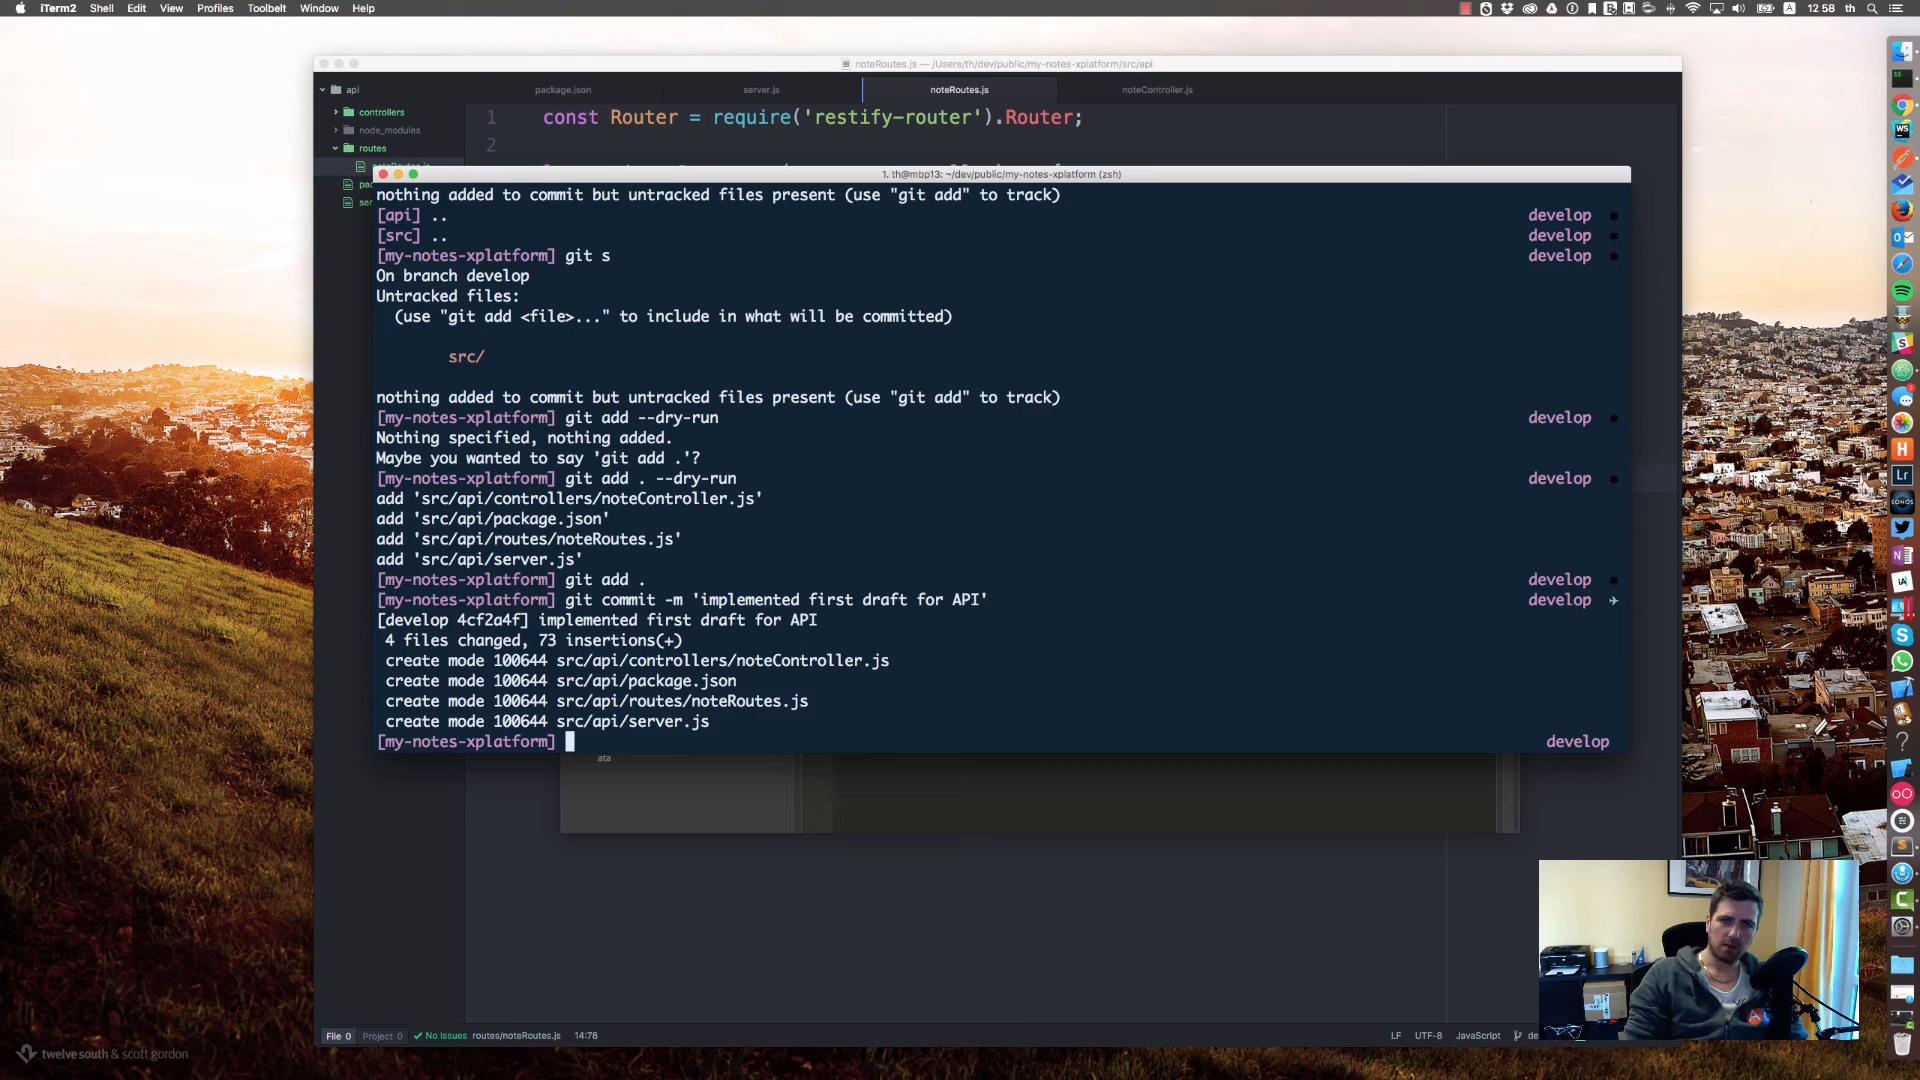 iTerm2 Shell Edit View Profiles Toolbelt Window Help
12 58 th
noteRoutes.js — /Users/th/dev/public/my-notes-xplatform/src/api
api
package.json server.js noteRoutes.js noteController.js
controllers
node_modules
routes
1 const Router = require('restify-router').Router;
2
1. th@mbp13: ~/dev/public/my-notes-xplatform (zsh)
nothing added to commit but untracked files present (use "git add" to track)
[api] .. develop
[src] .. develop
[my-notes-xplatform] git s develop
On branch develop
Untracked files:
(use "git add <file>..." to include in what will be committed)
src/
nothing added to commit but untracked files present (use "git add" to track)
[my-notes-xplatform] git add --dry-run develop
Nothing specified, nothing added.
Maybe you wanted to say 'git add .'?
[my-notes-xplatform] git add . --dry-run develop
add 'src/api/controllers/noteController.js'
add 'src/api/package.json'
add 'src/api/routes/noteRoutes.js'
add 'src/api/server.js'
[my-notes-xplatform] git add . develop
[my-notes-xplatform] git commit -m 'implemented first draft for API' develop
[develop 4cf2a4f] implemented first draft for API
4 files changed, 73 insertions(+)
create mode 100644 src/api/controllers/noteController.js
create mode 100644 src/api/package.json
create mode 100644 src/api/routes/noteRoutes.js
create mode 100644 src/api/server.js
[my-notes-xplatform] develop
ata
File 0 Project 0 No Issues routes/noteRoutes.js 14:78 LF UTF-8 JavaScript de
twelve south & scott gordon